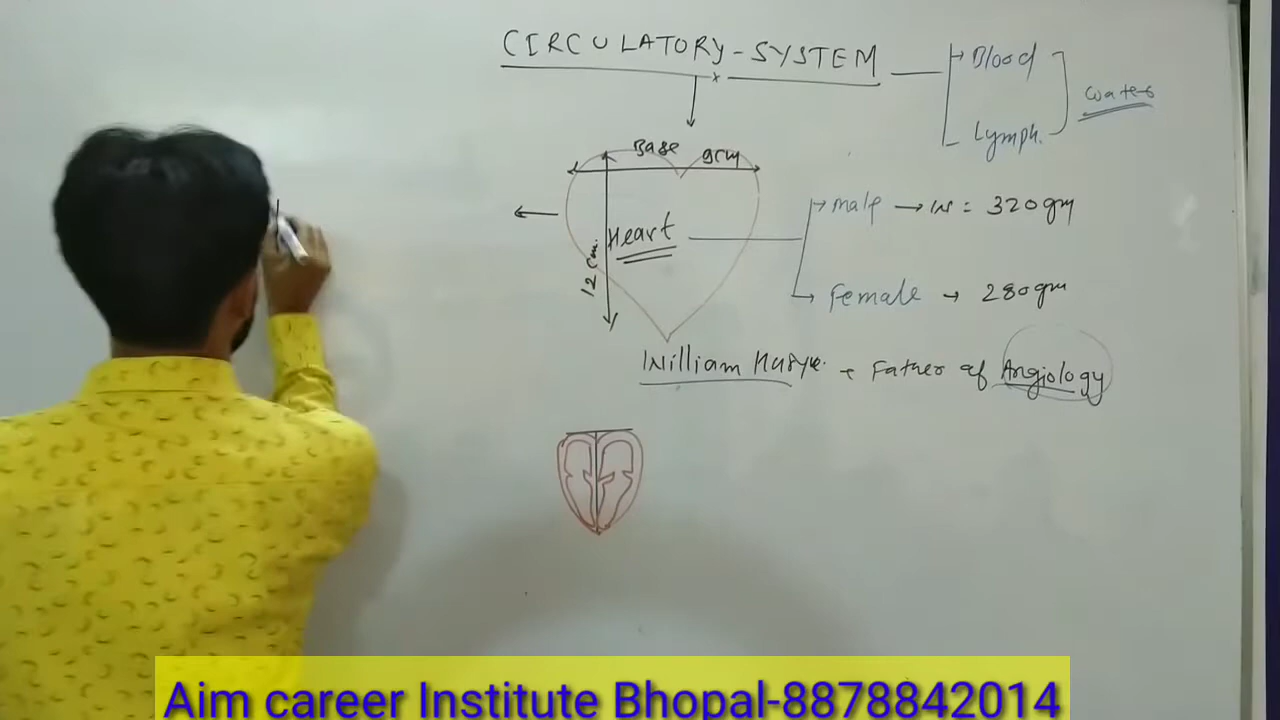 CIRCULATORY-SYSTEM
Blood
Lymph.
Water
Base 9cm
12 cm.
Heart
Male → W = 320gm
Female → 280gm
William → Father of Angiology
Aim career Institute Bhopal-8878842014